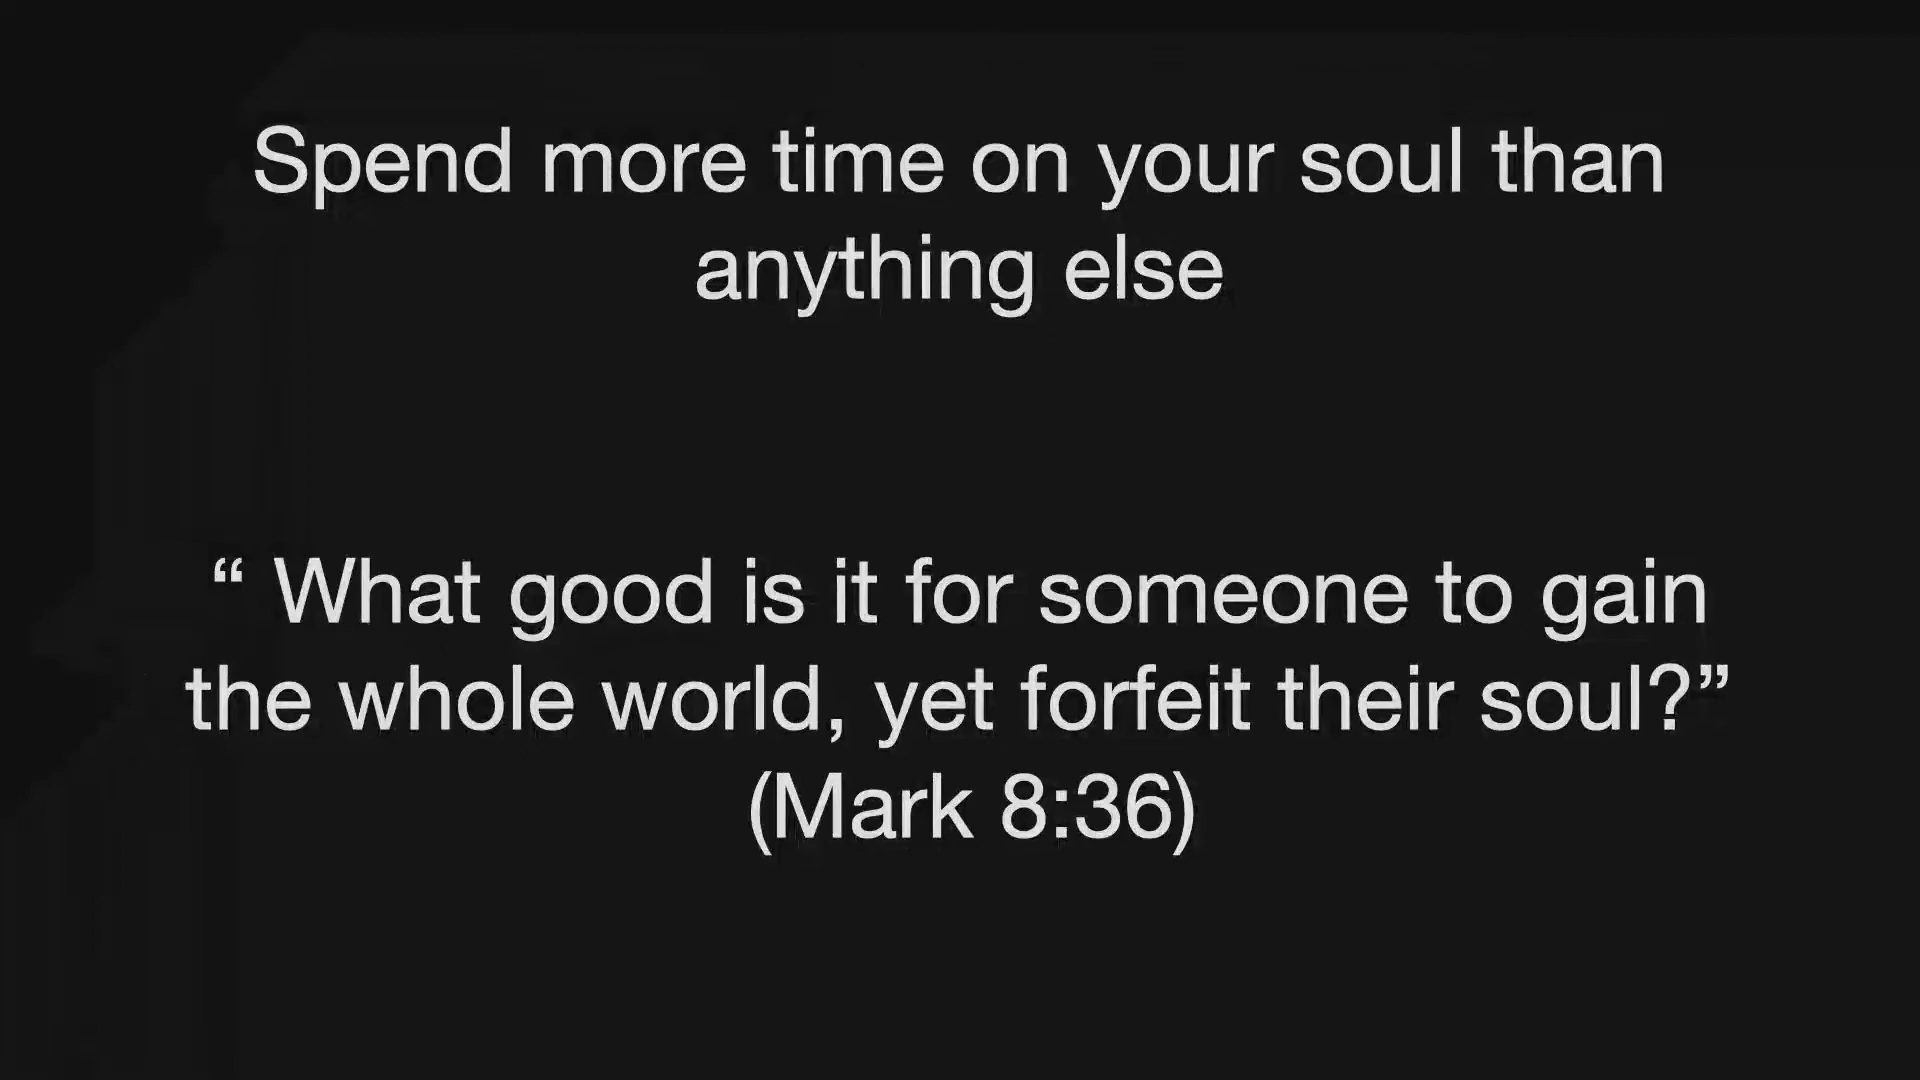 Spend more time on your soul than
anything else
“ What good is it for someone to gain
the whole world, yet forfeit their soul?”
(Mark 8:36)